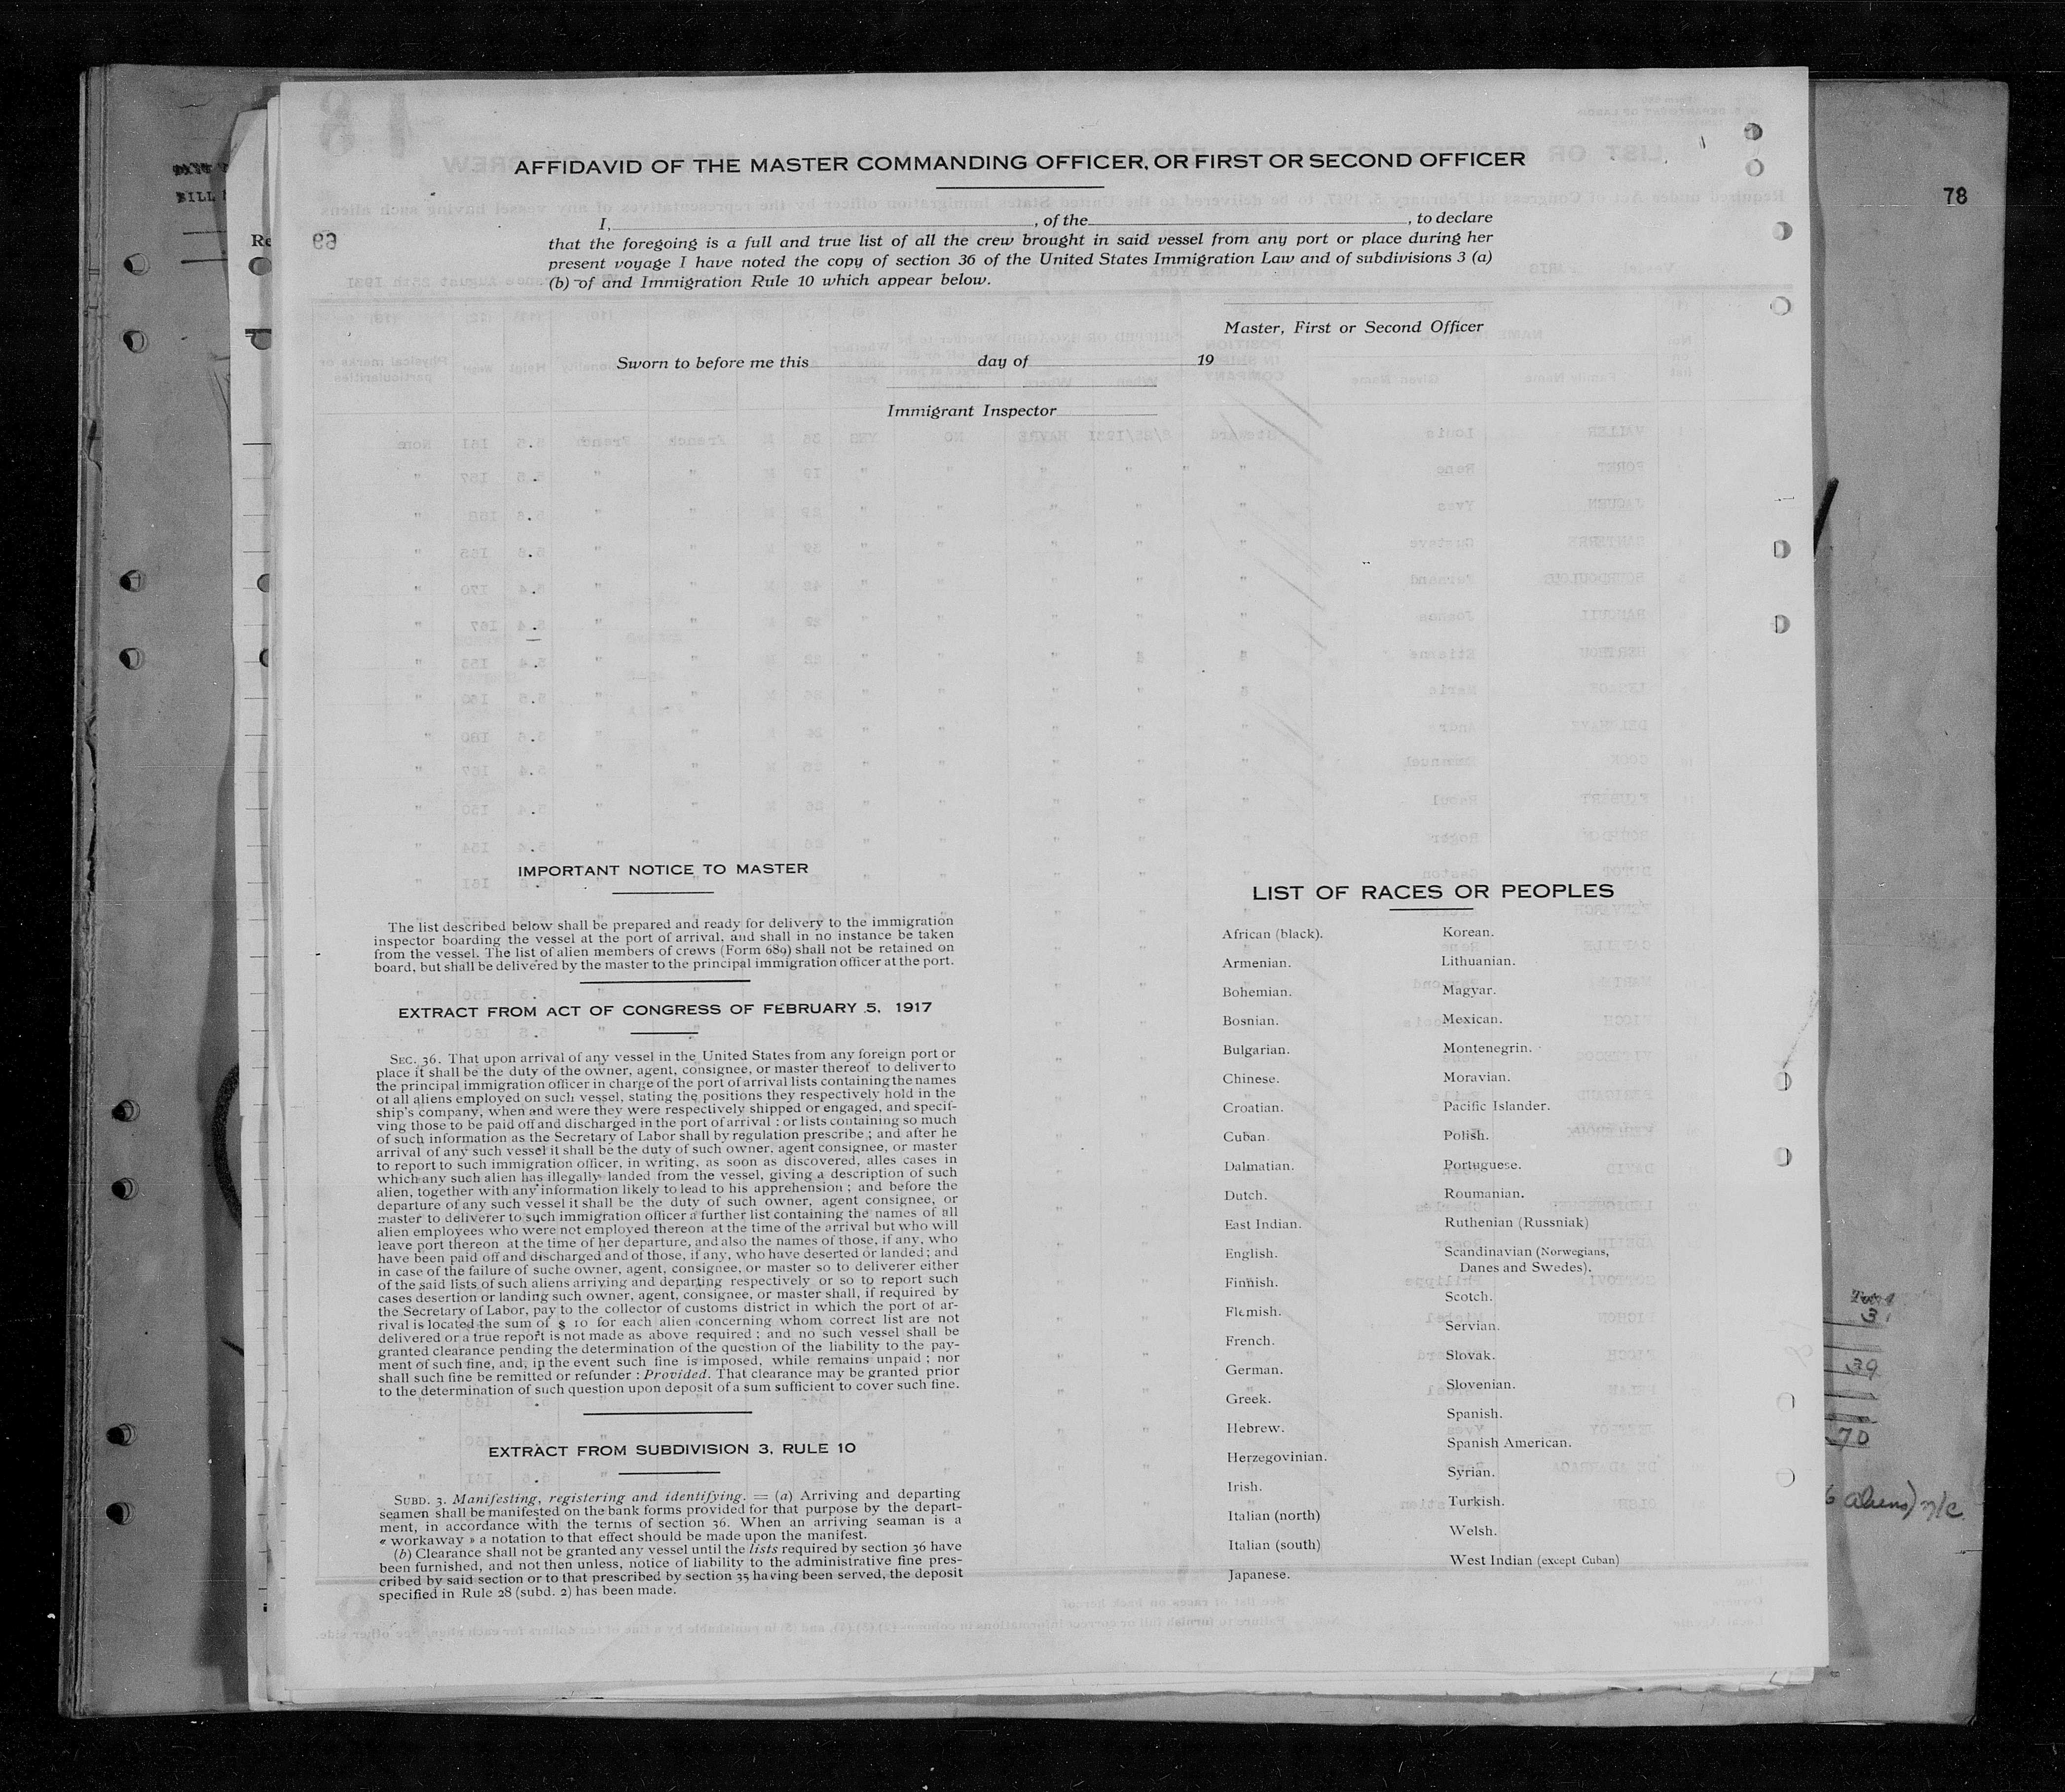 78
AFFIDAVID OF THE MASTER COMMANDING OFFICER, OR FIRST OR SECOND OFFICER
I, , of the , to declare
that the foregoing is a full and true list of all the crew brought in said vessel from any port or place during her
present voyage I have noted the copy of section 36 of the United States Immigration Law and of subdivisions 3 (a)
(b) of and Immigration Rule 10 which appear below.
Master, First or Second Officer
Sworn to before me this day of 19
Immigrant Inspector
IMPORTANT NOTICE TO MASTER
The list described below shall be prepared and ready for delivery to the immigration
inspector boarding the vessel at the port of arrival, and shall in no instance be taken
from the vessel. The list of alien members of crews (Form 689) shall not be retained on
board, but shall be delivered by the master to the principal immigration officer at the port.
EXTRACT FROM ACT OF CONGRESS OF FEBRUARY 5, 1917
SEC. 36. That upon arrival of any vessel in the United States from any foreign port or
place it shall be the duty of the owner, agent, consignee, or master thereof to deliver to
the principal immigration officer in charge of the port of arrival lists containing the names
ot all aliens employed on such vessel, stating the positions they respectively hold in the
ship's company, when and were they were respectively shipped or engaged, and specif-
ving those to be paid off and discharged in the port of arrival : or lists containing so much
of such information as the Secretary of Labor shall by regulation prescribe ; and after he
arrival of any such vessel it shall be the duty of such owner, agent consignee, or master
to report to such immigration officer, in writing, as soon as discovered, alles cases in
which any such alien has illegally landed from the vessel, giving a description of such
alien, together with any information likely to lead to his apprehension ; and before the
departure of any such vessel it shall be the duty of such owner, agent consignee, or
master to deliverer to such immigration officer a further list containing the names of all
alien employees who were not employed thereon at the time of the arrival but who will
leave port thereon at the time of her departure, and also the names of those, if any, who
have been paid off and discharged and of those, if any, who have deserted or landed ; and
in case of the failure of suche owner, agent, consignee, or master so to deliverer either
of the said lists of such aliens arriving and departing respectively or so to report such
cases desertion or landing such owner, agent, consignee, or master shall, if required by
the Secretary of Labor, pay to the collector of customs district in which the port ot ar-
rival is located the sum of $ 10 for each alien concerning whom correct list are not
delivered or a true report is not made as above required ; and no such vessel shall be
granted clearance pending the determination of the question of the liability to the pay-
ment of such fine, and, in the event such fine is imposed, while remains unpaid ; nor
shall such fine be remitted or refunder : Provided. That clearance may be granted prior
to the determination of such question upon deposit of a sum sufficient to cover such fine.
EXTRACT FROM SUBDIVISION 3, RULE 10
SUBD. 3. Manifesting, registering and identifying. = (a) Arriving and departing
seamen shall be manifested on the bank forms provided for that purpose by the depart-
ment, in accordance with the terms of section 36. When an arriving seaman is a
« workaway » a notation to that effect should be made upon the manifest.
(b) Clearance shall not be granted any vessel until the lists required by section 36 have
been furnished, and not then unless, notice of liability to the administrative fine pres-
cribed by said section or to that prescribed by section 35 having been served, the deposit
specified in Rule 28 (subd. 2) has been made.
LIST OF RACES OR PEOPLES
African (black).
Armenian.
Bohemian.
Bosnian.
Bulgarian.
Chinese.
Croatian.
Cuban.
Dalmatian.
Dutch.
East Indian.
English.
Finnish.
Flemish.
French.
German.
Greek.
Hebrew.
Herzegovinian.
Irish.
Italian (north)
Italian (south)
Japanese.
Korean.
Lithuanian.
Magyar.
Mexican.
Montenegrin.
Moravian.
Pacific Islander.
Polish.
Portuguese.
Roumanian.
Ruthenian (Russniak)
Scandinavian (Norwegians,
Danes and Swedes).
Scotch.
Servian.
Slovak.
Slovenian.
Spanish.
Spanish American.
Syrian.
Turkish.
Welsh.
West Indian (except Cuban)
39
70
6 aliens) n/c